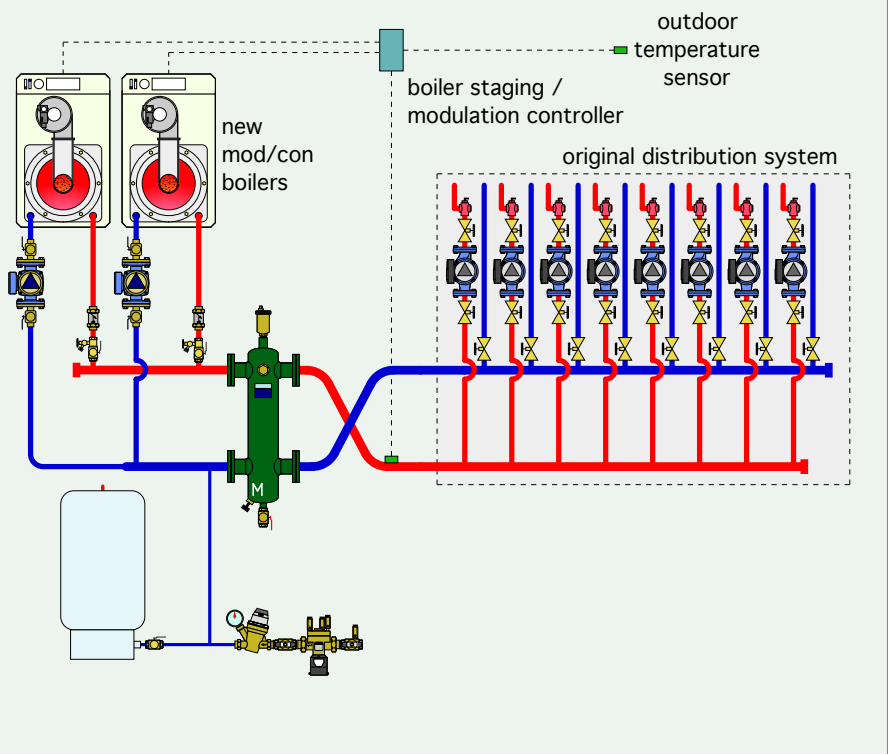 outdoor
temperature
sensor
boiler staging /
modulation controller
new
mod/con
boilers
original distribution system
M